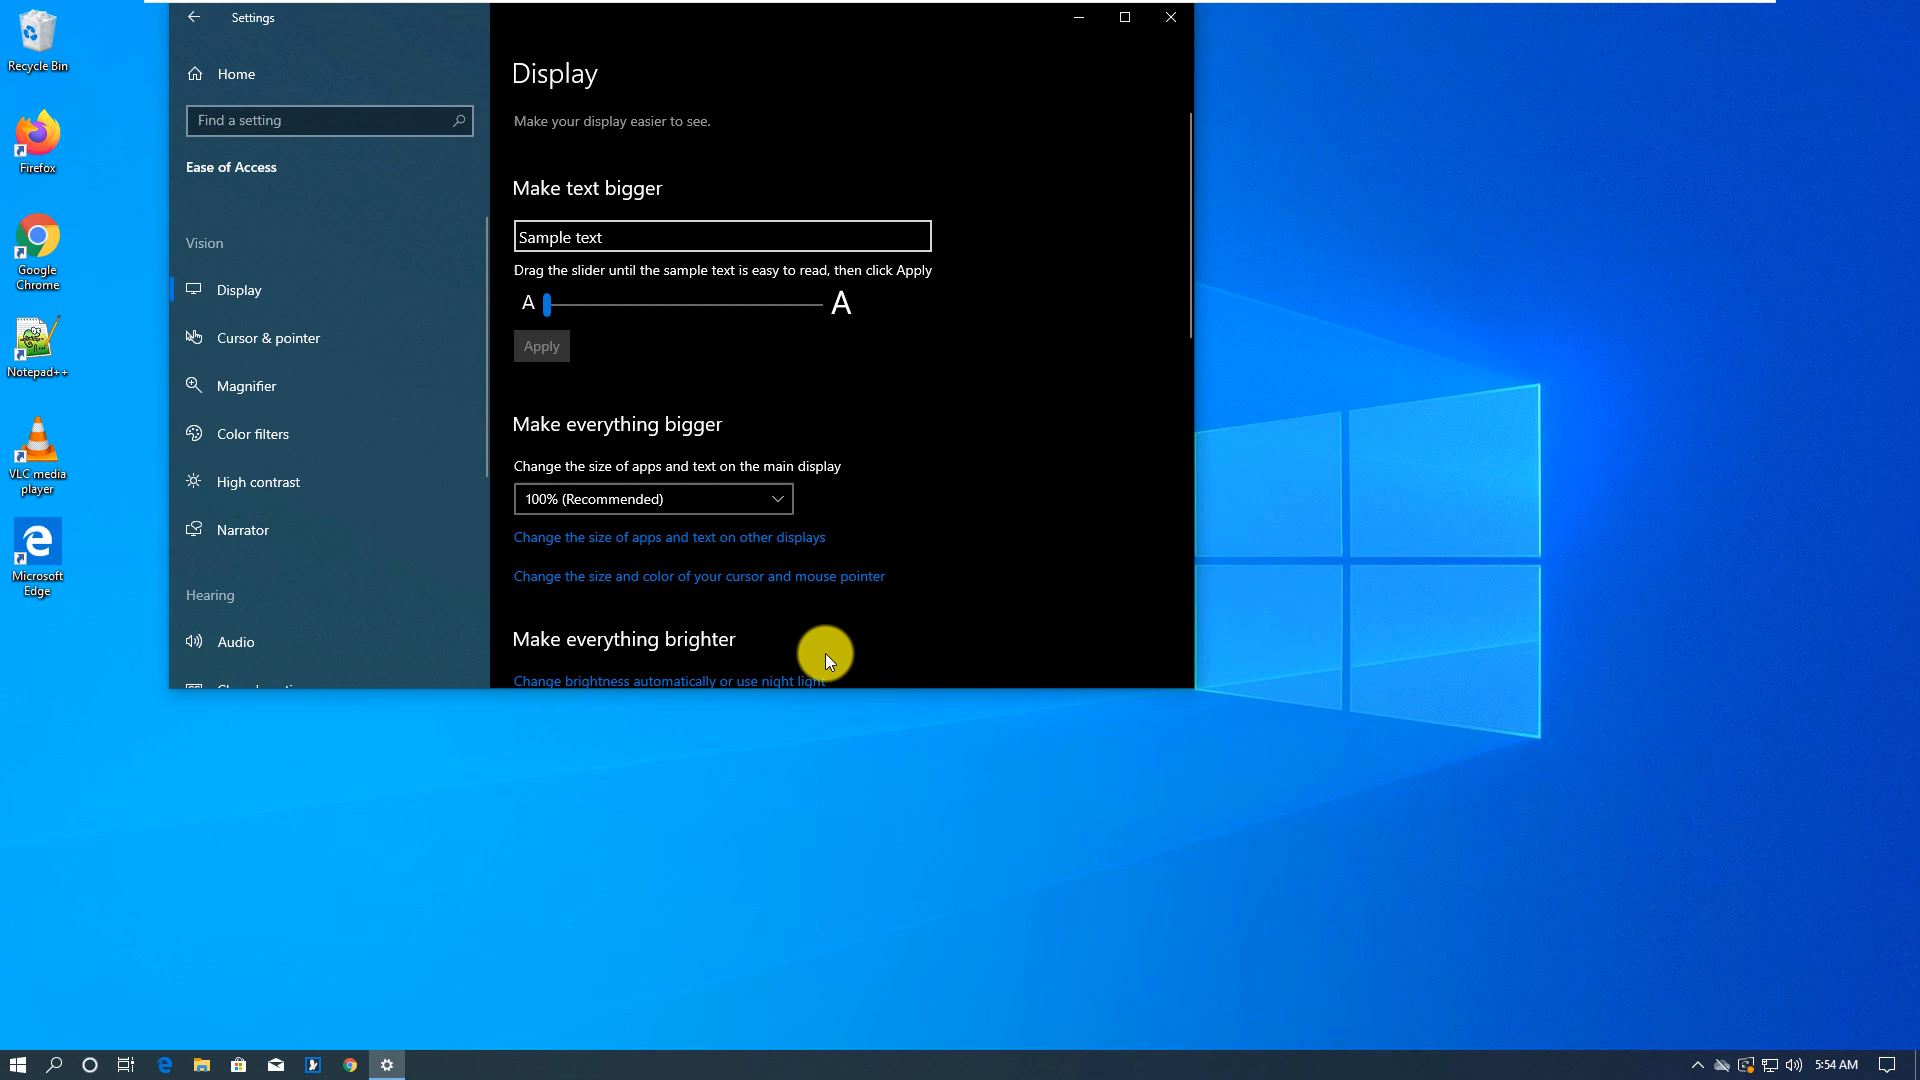 Settings
Home
Find a setting
Ease of Access
Vision
Display
Cursor & pointer
Magnifier
Color filters
High contrast
Narrator
Hearing
Audio
Display
Make your display easier to see.
Make text bigger
Sample text
Drag the slider until the sample text is easy to read, then click Apply
A A
Apply
Make everything bigger
Change the size of apps and text on the main display
100% (Recommended)
Change the size of apps and text on other displays
Change the size and color of your cursor and mouse pointer
Make everything brighter
Change brightness automatically or use night light
Recycle Bin
Firefox
Google
Chrome
Notepad++
VLC media
player
Microsoft
Edge
5:54 AM